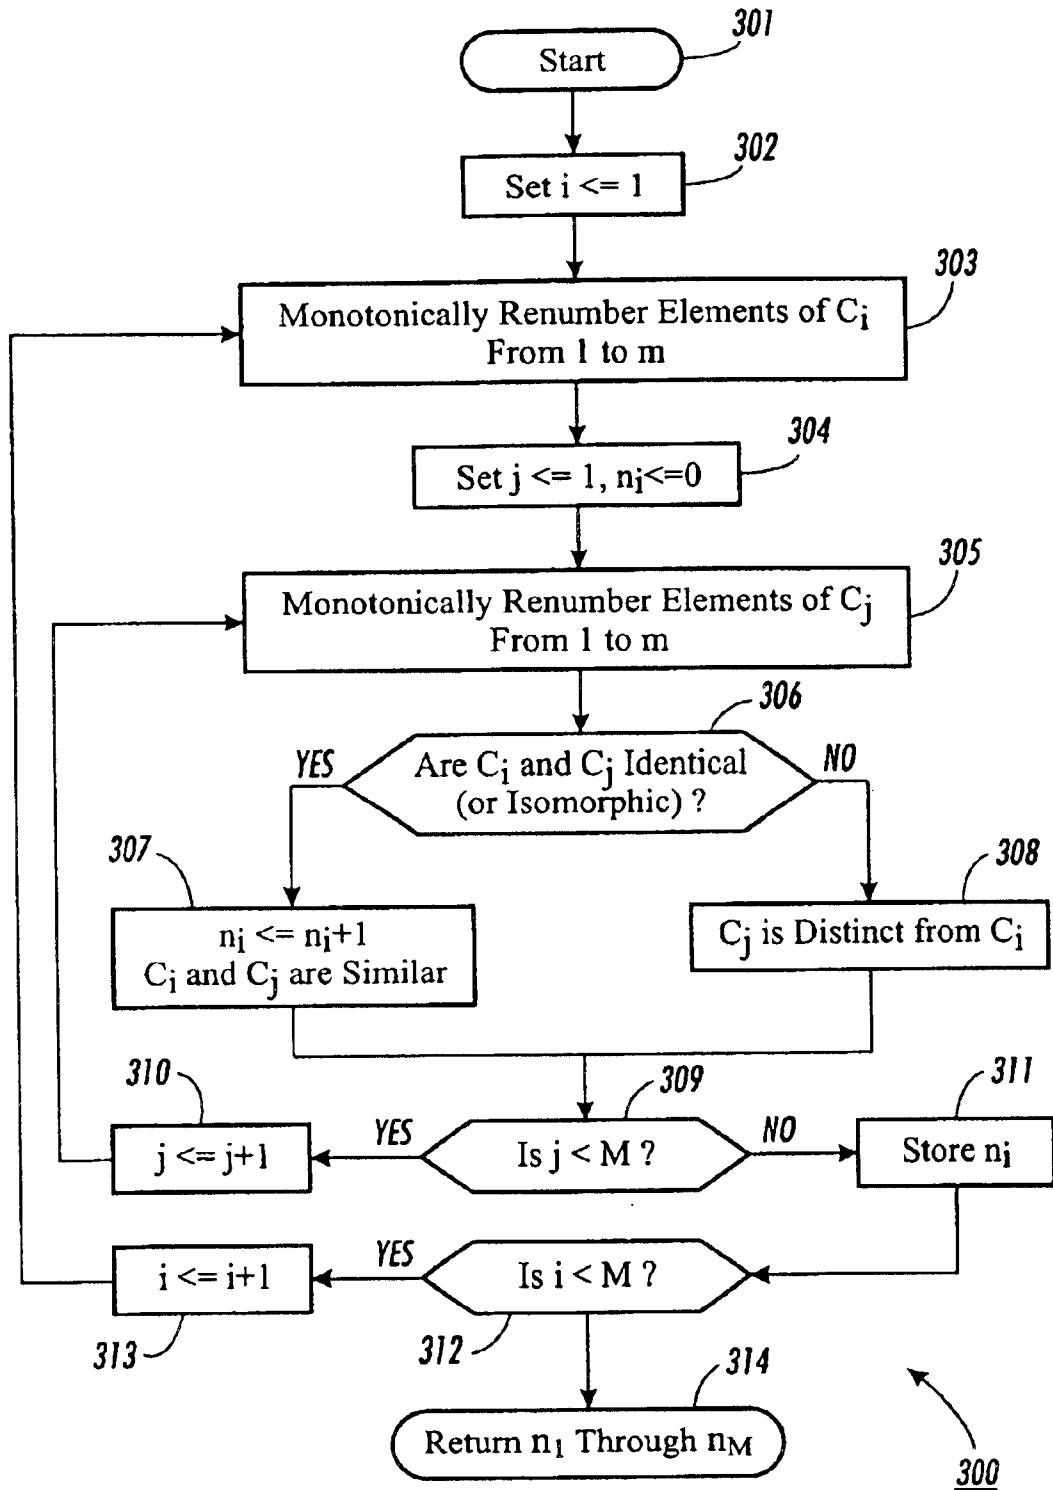 301
Start
302
Set i <= 1
303
Monotonically Renumber Elements of Ci
From 1 to m
304
Set j <= 1, ni<=0
305
Monotonically Renumber Elements of Cj
From 1 to m
306
YES
Are Ci and Cj Identical
(or Isomorphic) ?
NO
307
ni <= ni+1
Ci and Cj are Similar
308
Cj is Distinct from Ci
310
j <= j+1
YES
309
Is j < M ?
NO
311
Store ni
i <= i+1
313
YES
Is i < M ?
312
314
Return n1 Through nM
300